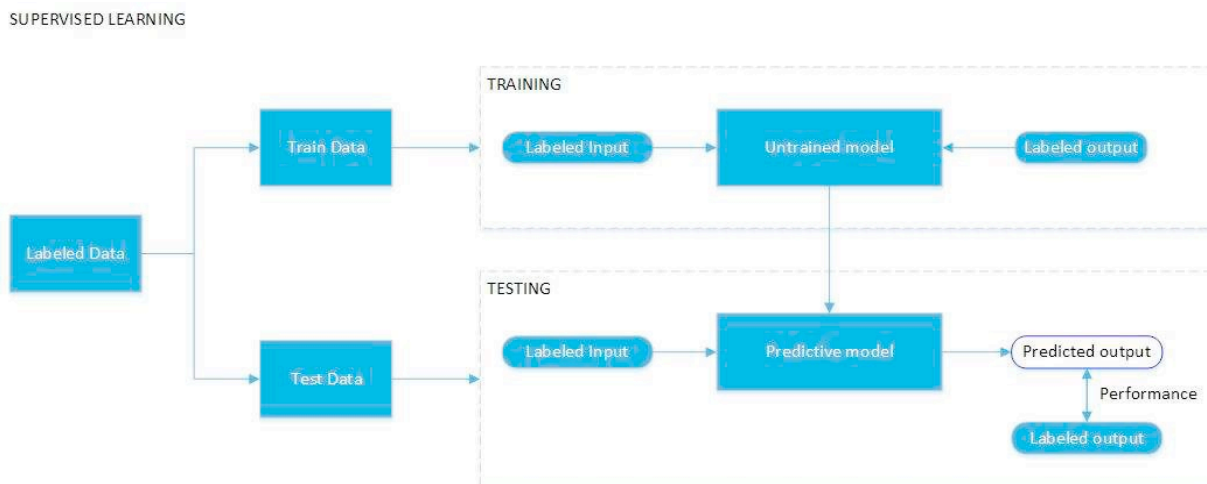 SUPERVISED LEARNING
TRAINING
Train Data
Labeled Input
Untrained model
Labeled output
Labeled Data
TESTING
Test Data
Labeled Input
Predictive model
Predicted output
Performance
Labeled output